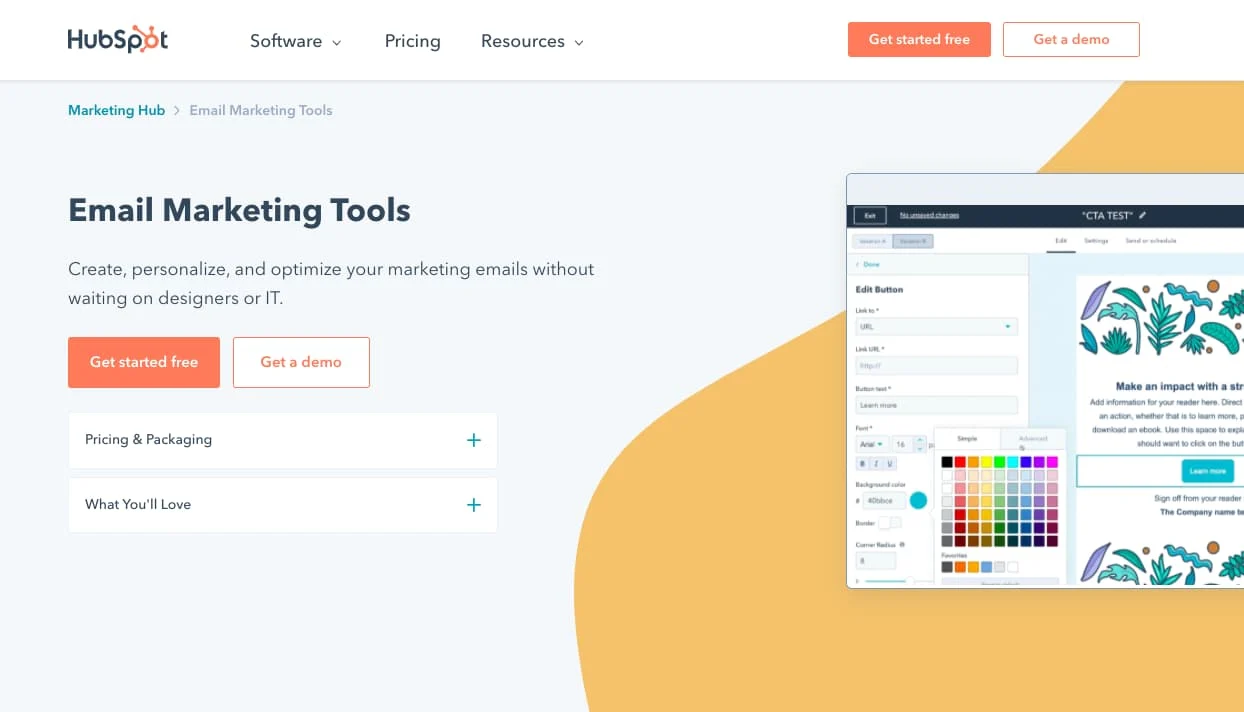 HubSpot
Software
Pricing
Resources
Get started free
Get a demo
Marketing Hub > Email Marketing Tools
Email Marketing Tools
Create, personalize, and optimize your marketing emails without
waiting on designers or IT.
Get started free
Get a demo
Pricing & Packaging
What You'll Love
Exit
No unsaved changes
"CTA TEST"
Variation A
Variation B
Edit
Settings
Send or schedule
Done
Edit Button
Link to *
URL
Link URL *
http://
Button text *
Learn more
Font *
Arial
16
B I U
Simple
Advanced
Background color
# 40bbce
Border
Corner Radius
8
Favorites
Make an impact with a str
Add information for your reader here. Direct
an action, whether that is to learn more, p
download an ebook. Use this space to expla
should want to click on the butt
Learn more
Sign off from your reader
The Company name te